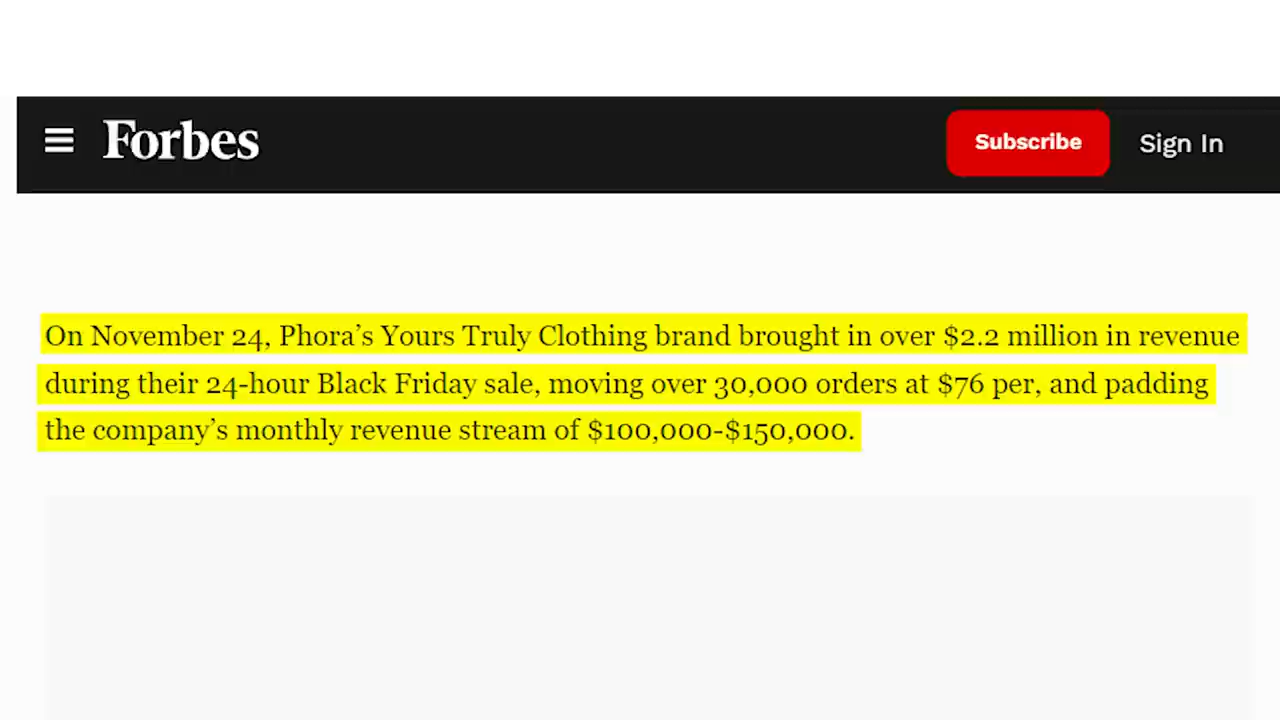 Forbes
Subscribe
Sign In
On November 24, Phora’s Yours Truly Clothing brand brought in over $2.2 million in revenue
during their 24-hour Black Friday sale, moving over 30,000 orders at $76 per, and padding
the company’s monthly revenue stream of $100,000-$150,000.